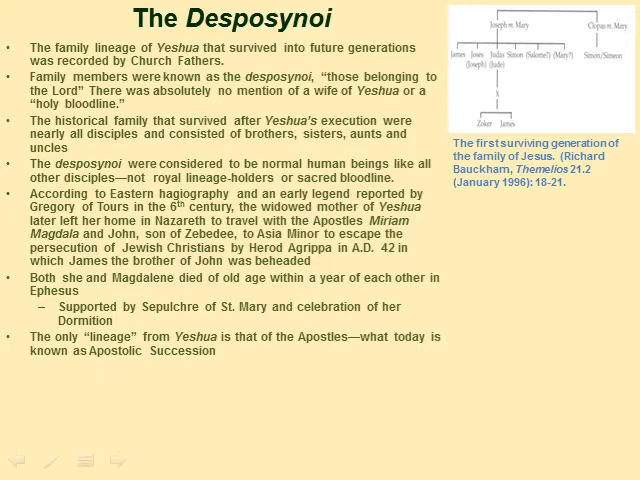 The Desposynoi
• The family lineage of Yeshua that survived into future generations
was recorded by Church Fathers.
• Family members were known as the desposynoi, “those belonging to
the Lord” There was absolutely no mention of a wife of Yeshua or a
“holy bloodline.”
• The historical family that survived after Yeshua’s execution were
nearly all disciples and consisted of brothers, sisters, aunts and
uncles
• The desposynoi were considered to be normal human beings like all
other disciples—not royal lineage-holders or sacred bloodline.
• According to Eastern hagiography and an early legend reported by
Gregory of Tours in the 6th century, the widowed mother of Yeshua
later left her home in Nazareth to travel with the Apostles Miriam
Magdala and John, son of Zebedee, to Asia Minor to escape the
persecution of Jewish Christians by Herod Agrippa in A.D. 42 in
which James the brother of John was beheaded
• Both she and Magdalene died of old age within a year of each other in
Ephesus
– Supported by Sepulchre of St. Mary and celebration of her
Dormition
• The only “lineage” from Yeshua is that of the Apostles—what today is
known as Apostolic Succession
Joseph m. Mary Clopas m. Mary
James Joses Judas Simon (Salome?) (Mary?) Simon/Simeon
(Joseph) (Jude)
X
Zoker James
The first surviving generation of
the family of Jesus. (Richard
Bauckham, Themelios 21.2
(January 1996): 18-21.